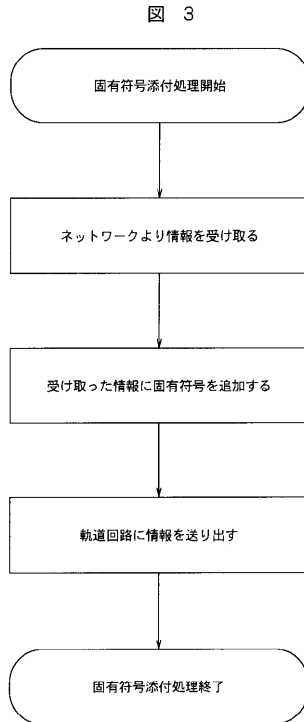 図 3
固有符号添付処理開始
ネットワークより情報を受け取る
受け取った情報に固有符号を追加する
軌道回路に情報を送り出す
固有符号添付処理終了